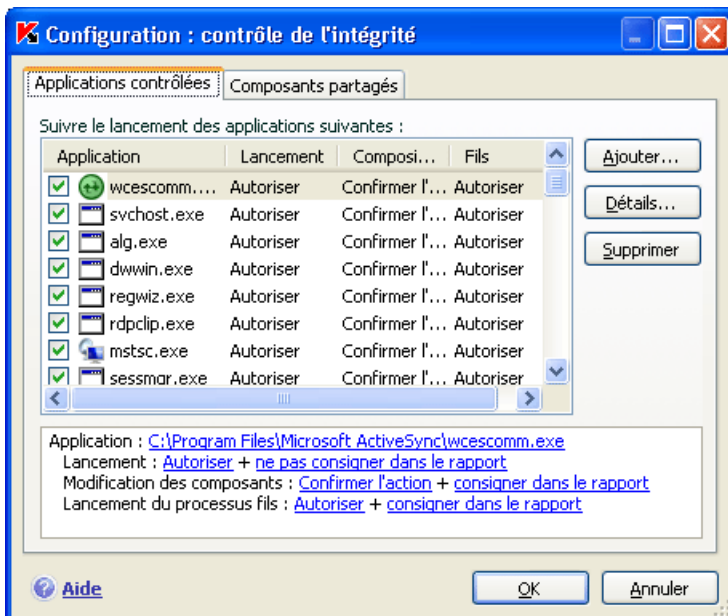 Configuration : contrôle de l'intégrité
Applications contrôlées Composants partagés
Suivre le lancement des applications suivantes :
Application Lancement Composi... Fils
wcescomm.... Autoriser Confirmer l'... Autoriser
svchost.exe Autoriser Confirmer l'... Autoriser
alg.exe Autoriser Confirmer l'... Autoriser
dwwin.exe Autoriser Confirmer l'... Autoriser
regwiz.exe Autoriser Confirmer l'... Autoriser
rdpclip.exe Autoriser Confirmer l'... Autoriser
mstsc.exe Autoriser Confirmer l'... Autoriser
sessmgr.exe Autoriser Confirmer l'... Autoriser
Ajouter...
Détails...
Supprimer
Application : C:\Program Files\Microsoft ActiveSync\wcescomm.exe
Lancement : Autoriser + ne pas consigner dans le rapport
Modification des composants : Confirmer l'action + consigner dans le rapport
Lancement du processus fils : Autoriser + consigner dans le rapport
Aide OK Annuler